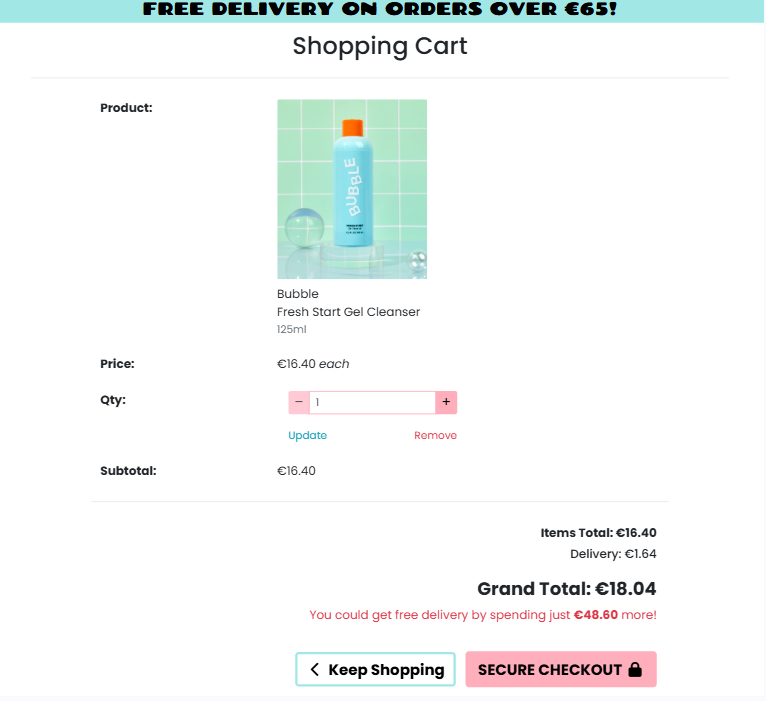 FREE DELIVERY ON ORDERS OVER €65!
Shopping Cart
Product:
BUBBLE
Bubble
Fresh Start Gel Cleanser
125ml
Price:
€16.40 each
Qty:
− 1 +
Update Remove
Subtotal:
€16.40
Items Total: €16.40
Delivery: €1.64
Grand Total: €18.04
You could get free delivery by spending just €48.60 more!
Keep Shopping
SECURE CHECKOUT